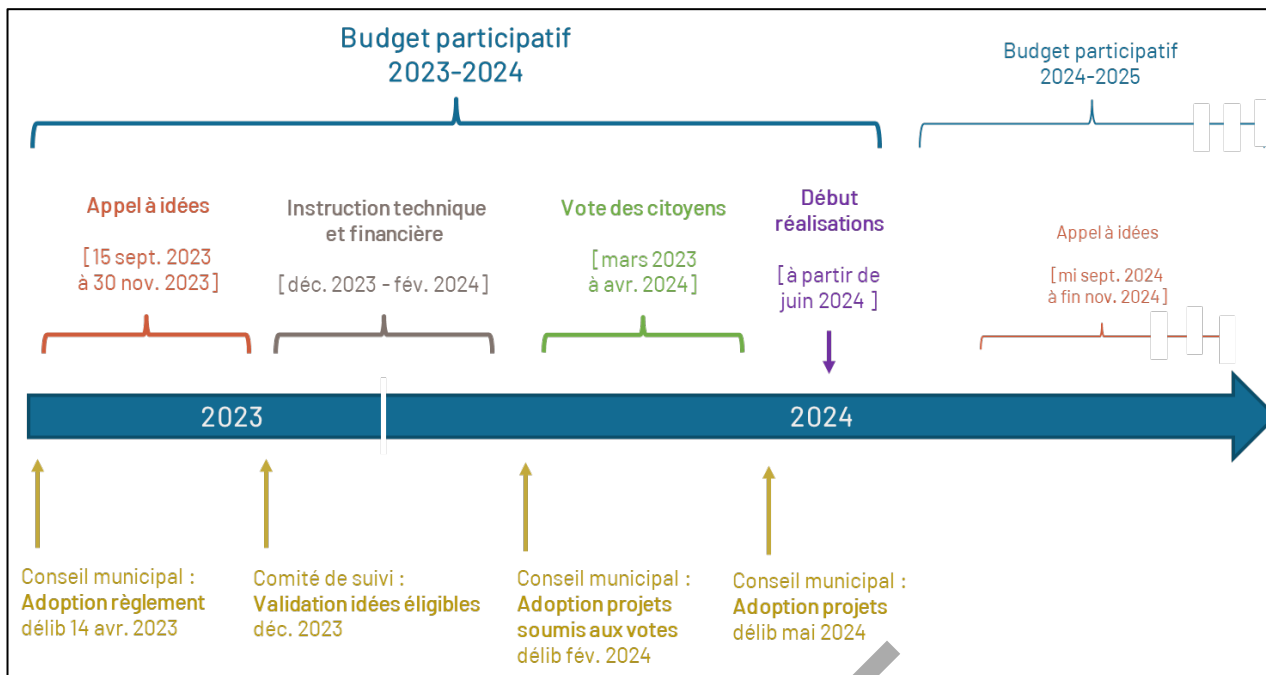 Budget participatif
2023-2024
Budget participatif
2024-2025
Appel à idées
[15 sept. 2023
à 30 nov. 2023]
Instruction technique
et financière
[déc. 2023 - fév. 2024]
Vote des citoyens
[mars 2023
à avr. 2024]
Début
réalisations
[à partir de
juin 2024 ]
Appel à idées
[mi sept. 2024
à fin nov. 2024]
2023
2024
Conseil municipal :
Adoption règlement
délib 14 avr. 2023
Comité de suivi :
Validation idées éligibles
déc. 2023
Conseil municipal :
Adoption projets
soumis aux votes
délib fév. 2024
Conseil municipal :
Adoption projets
délib mai 2024